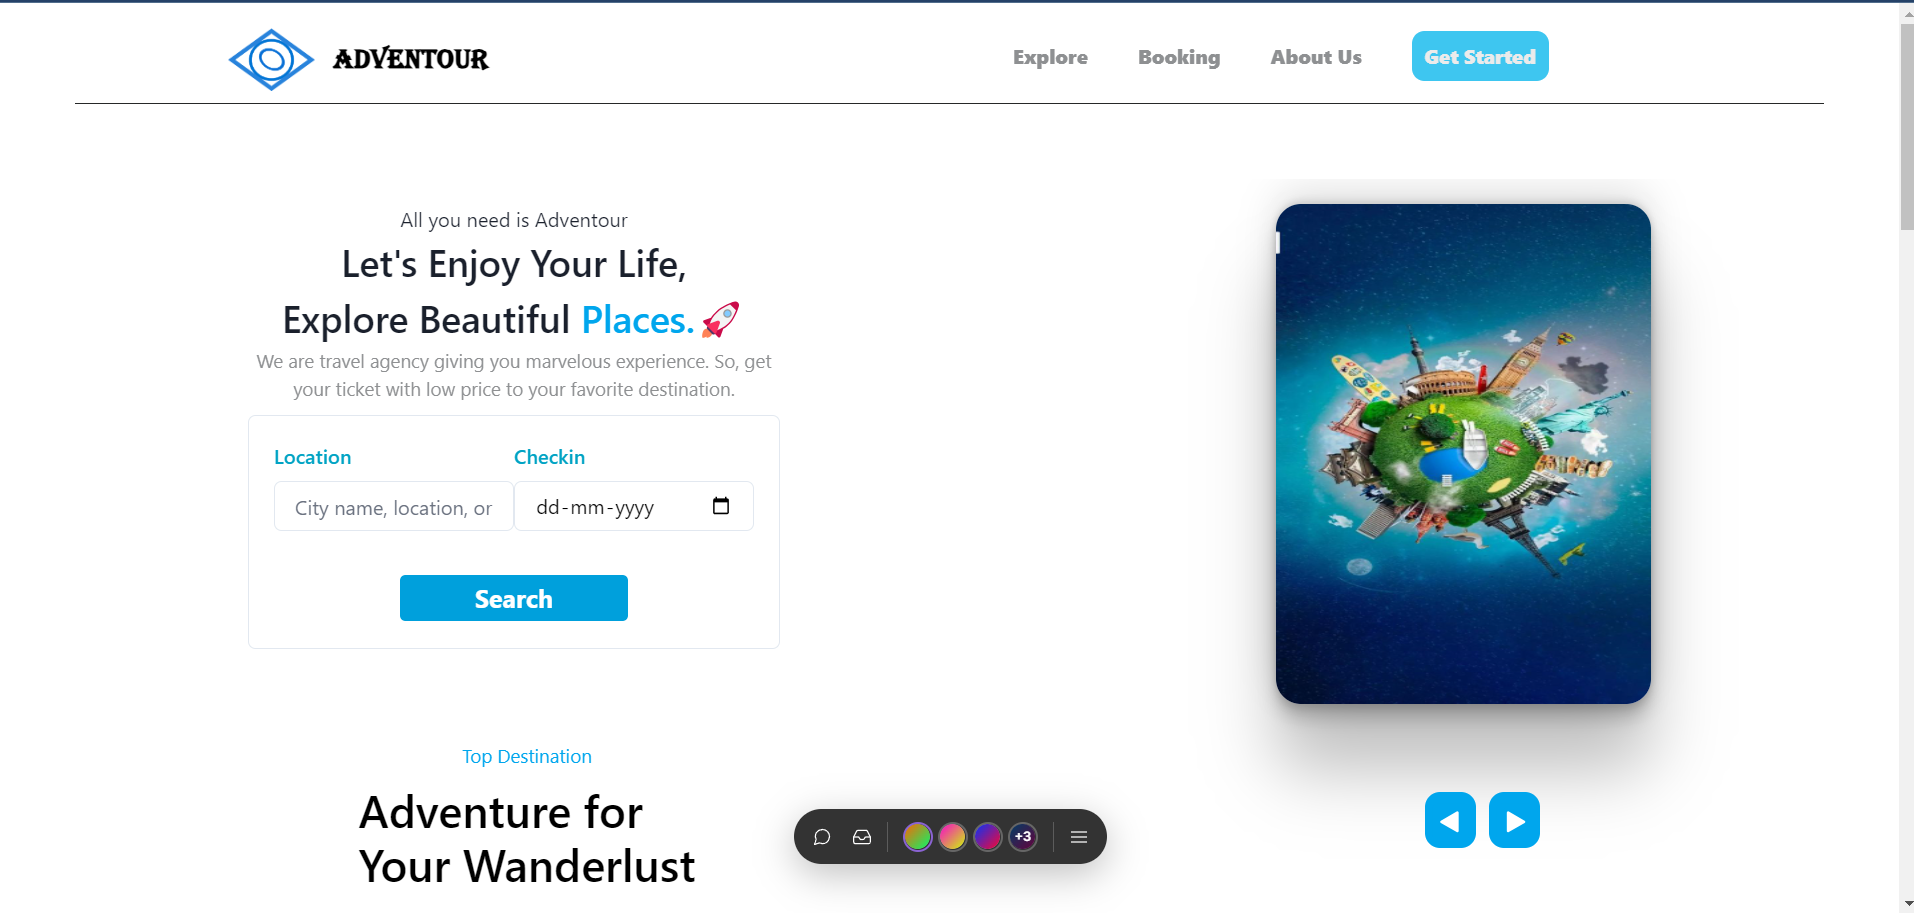 ADVENTOUR
Explore
Booking
About Us
Get Started
All you need is Adventour
Let's Enjoy Your Life,
Explore Beautiful Places. 🚀
We are travel agency giving you marvelous experience. So, get
your ticket with low price to your favorite destination.
Location
Checkin
City name, location, or
dd-mm-yyyy
Search
Top Destination
Adventure for
Your Wanderlust
+3